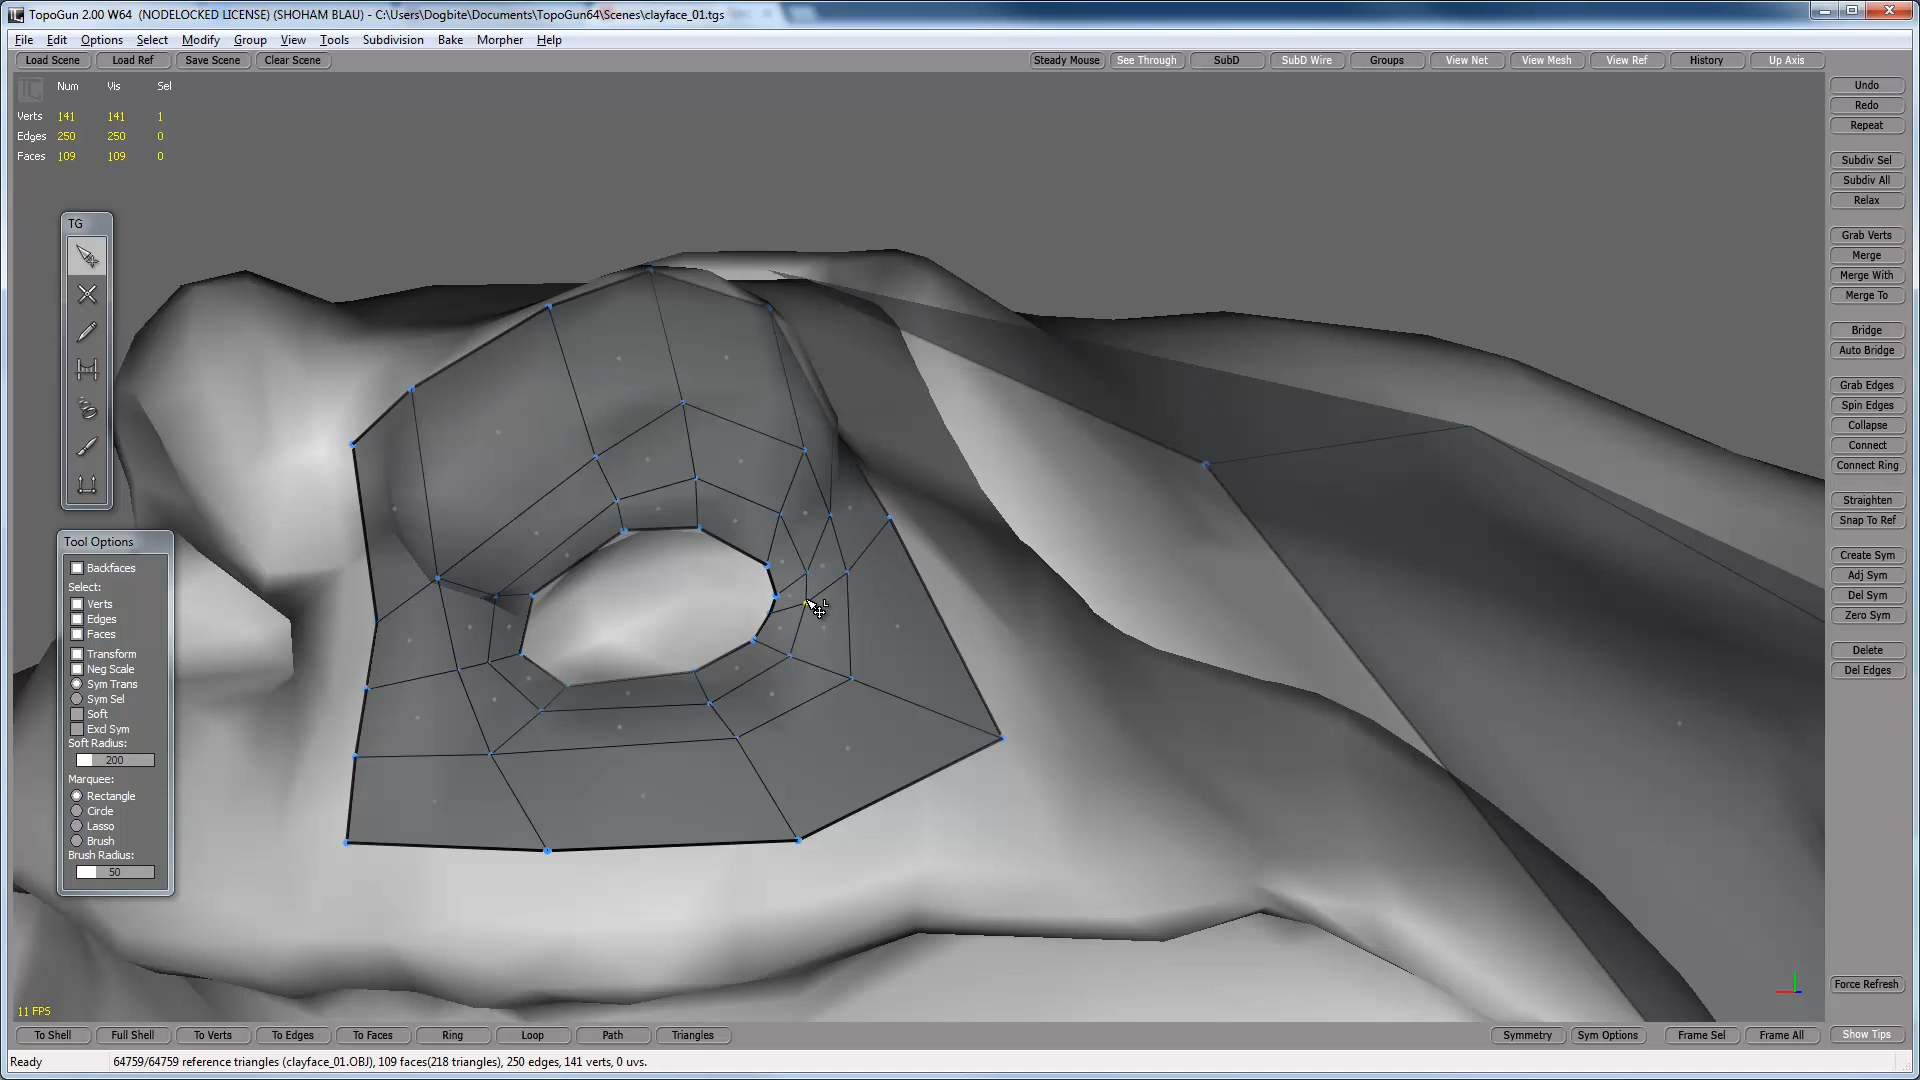 TopoGun 2.00 W64 (NODELOCKED LICENSE) (SHOHAM BLAU) - C:\Users\Dogbite\Documents\TopoGun64\Scenes\clayface_01.tgs
File Edit Options Select Modify Group View Tools Subdivision Bake Morpher Help
Load Scene Load Ref Save Scene Clear Scene Steady Mouse See Through SubD SubD Wire Groups View Net View Mesh View Ref History Up Axis
Num Vis Sel
Verts 141 141 1
Edges 250 250 0
Faces 109 109 0
TG
Tool Options
Backfaces
Select:
Verts
Edges
Faces
Transform
Neg Scale
Sym Trans
Sym Sel
Soft
Excl Sym
Soft Radius:
200
Marquee:
Rectangle
Circle
Lasso
Brush
Brush Radius:
50
L
Undo
Redo
Repeat
Subdiv Sel
Subdiv All
Relax
Grab Verts
Merge
Merge With
Merge To
Bridge
Auto Bridge
Grab Edges
Spin Edges
Collapse
Connect
Connect Ring
Straighten
Snap To Ref
Create Sym
Adj Sym
Del Sym
Zero Sym
Delete
Del Edges
Force Refresh
11 FPS
To Shell Full Shell To Verts To Edges To Faces Ring Loop Path Triangles Symmetry Sym Options Frame Sel Frame All Show Tips
Ready 64759/64759 reference triangles (clayface_01.OBJ), 109 faces(218 triangles), 250 edges, 141 verts, 0 uvs.